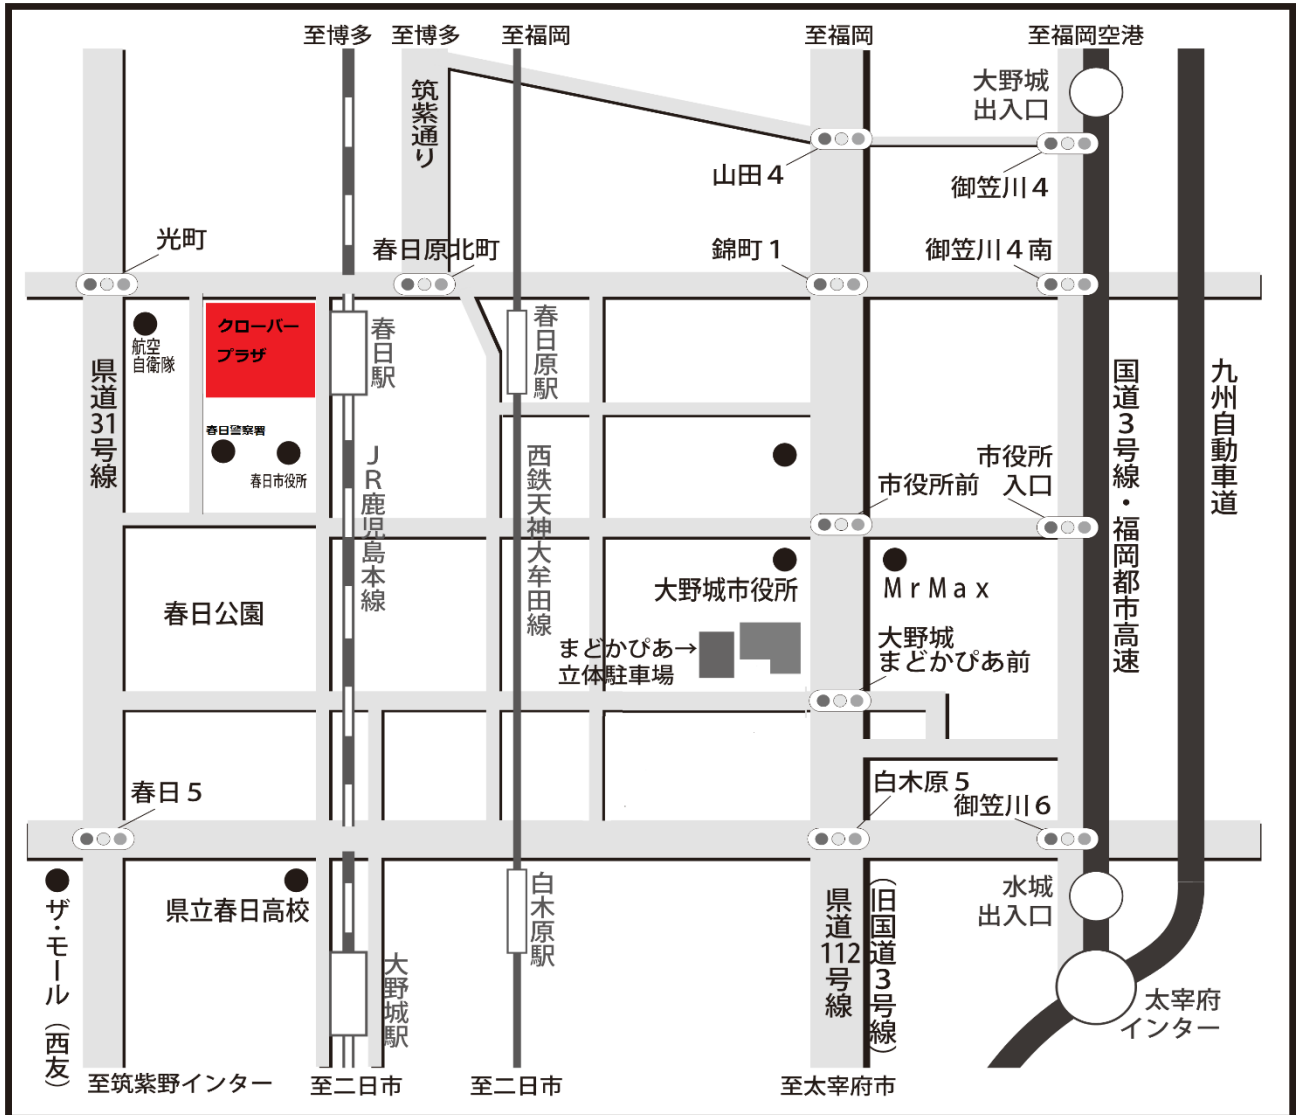 至博多
至博多
至福岡
至福岡
至福岡空港
大野城
出入口
筑紫通り
山田4
御笠川4
光町
春日原北町
錦町1
御笠川4南
クローバー
プラザ
航空
自衛隊
春日駅
春日原駅
県道31号線
国道3号線・福岡都市高速
九州自動車道
春日警察署
春日市役所
JR鹿児島本線
西鉄天神大牟田線
市役所前
市役所
入口
春日公園
大野城市役所
MrMax
まどかぴあ→
立体駐車場
大野城
まどかぴあ前
春日5
白木原5
御笠川6
ザ・モール(西友)
県立春日高校
白木原駅
県道112号線
(旧国道3号線)
水城
出入口
大野城駅
太宰府
インター
至筑紫野インター
至二日市
至二日市
至太宰府市